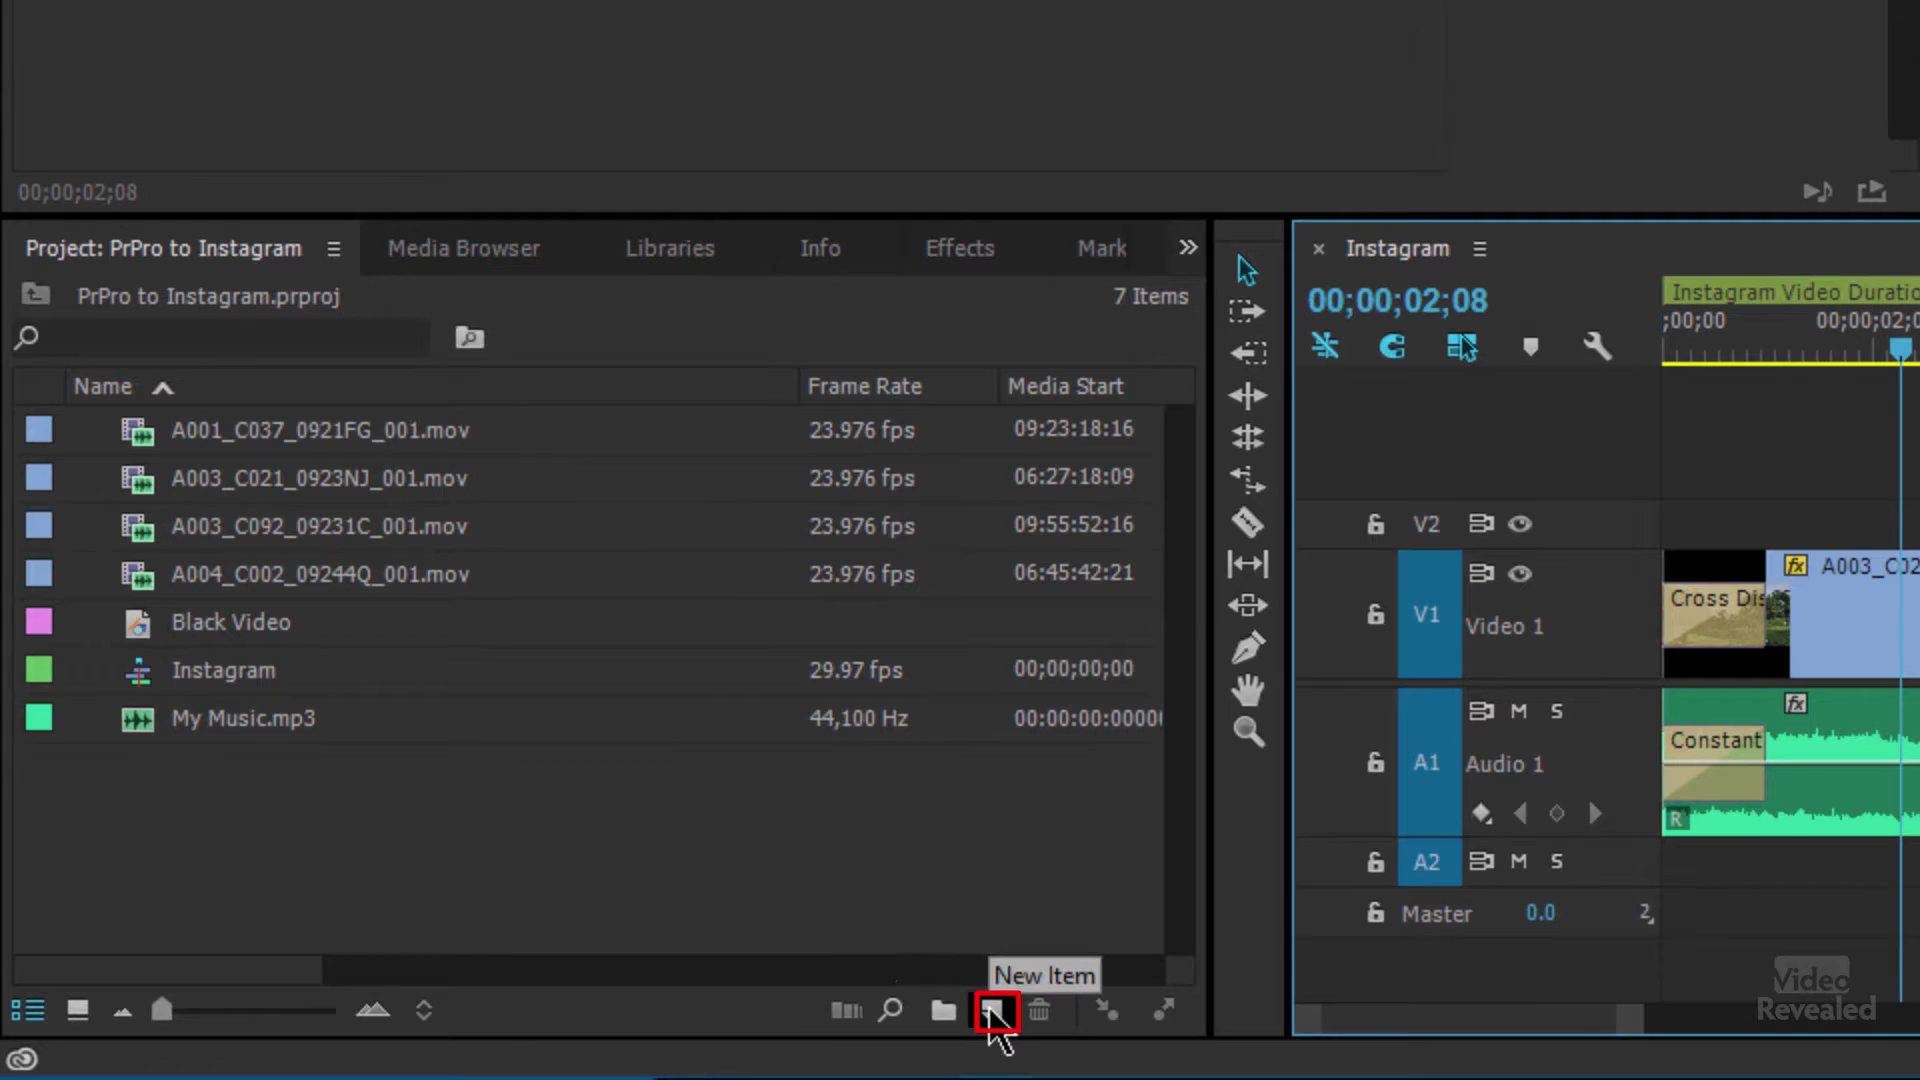 00;00;02;08
Project: PrPro to Instagram
Media Browser
Libraries
Info
Effects
Mark
PrPro to Instagram.prproj
7 Items
Name
Frame Rate
Media Start
A001_C037_0921FG_001.mov
23.976 fps
09:23:18:16
A003_C021_0923NJ_001.mov
23.976 fps
06:27:18:09
A003_C092_09231C_001.mov
23.976 fps
09:55:52:16
A004_C002_09244Q_001.mov
23.976 fps
06:45:42:21
Black Video
Instagram
29.97 fps
00;00;00;00
My Music.mp3
44,100 Hz
00:00:00:0000
New Item
Instagram
00;00;02;08
Instagram Video Duratio
;00;00
00;00;02;0
V2
V1
Video 1
fx
A003_C02
Cross Dis
A1
M
S
Audio 1
fx
Constant
R
A2
M
S
Master
0.0
2
Video
Revealed